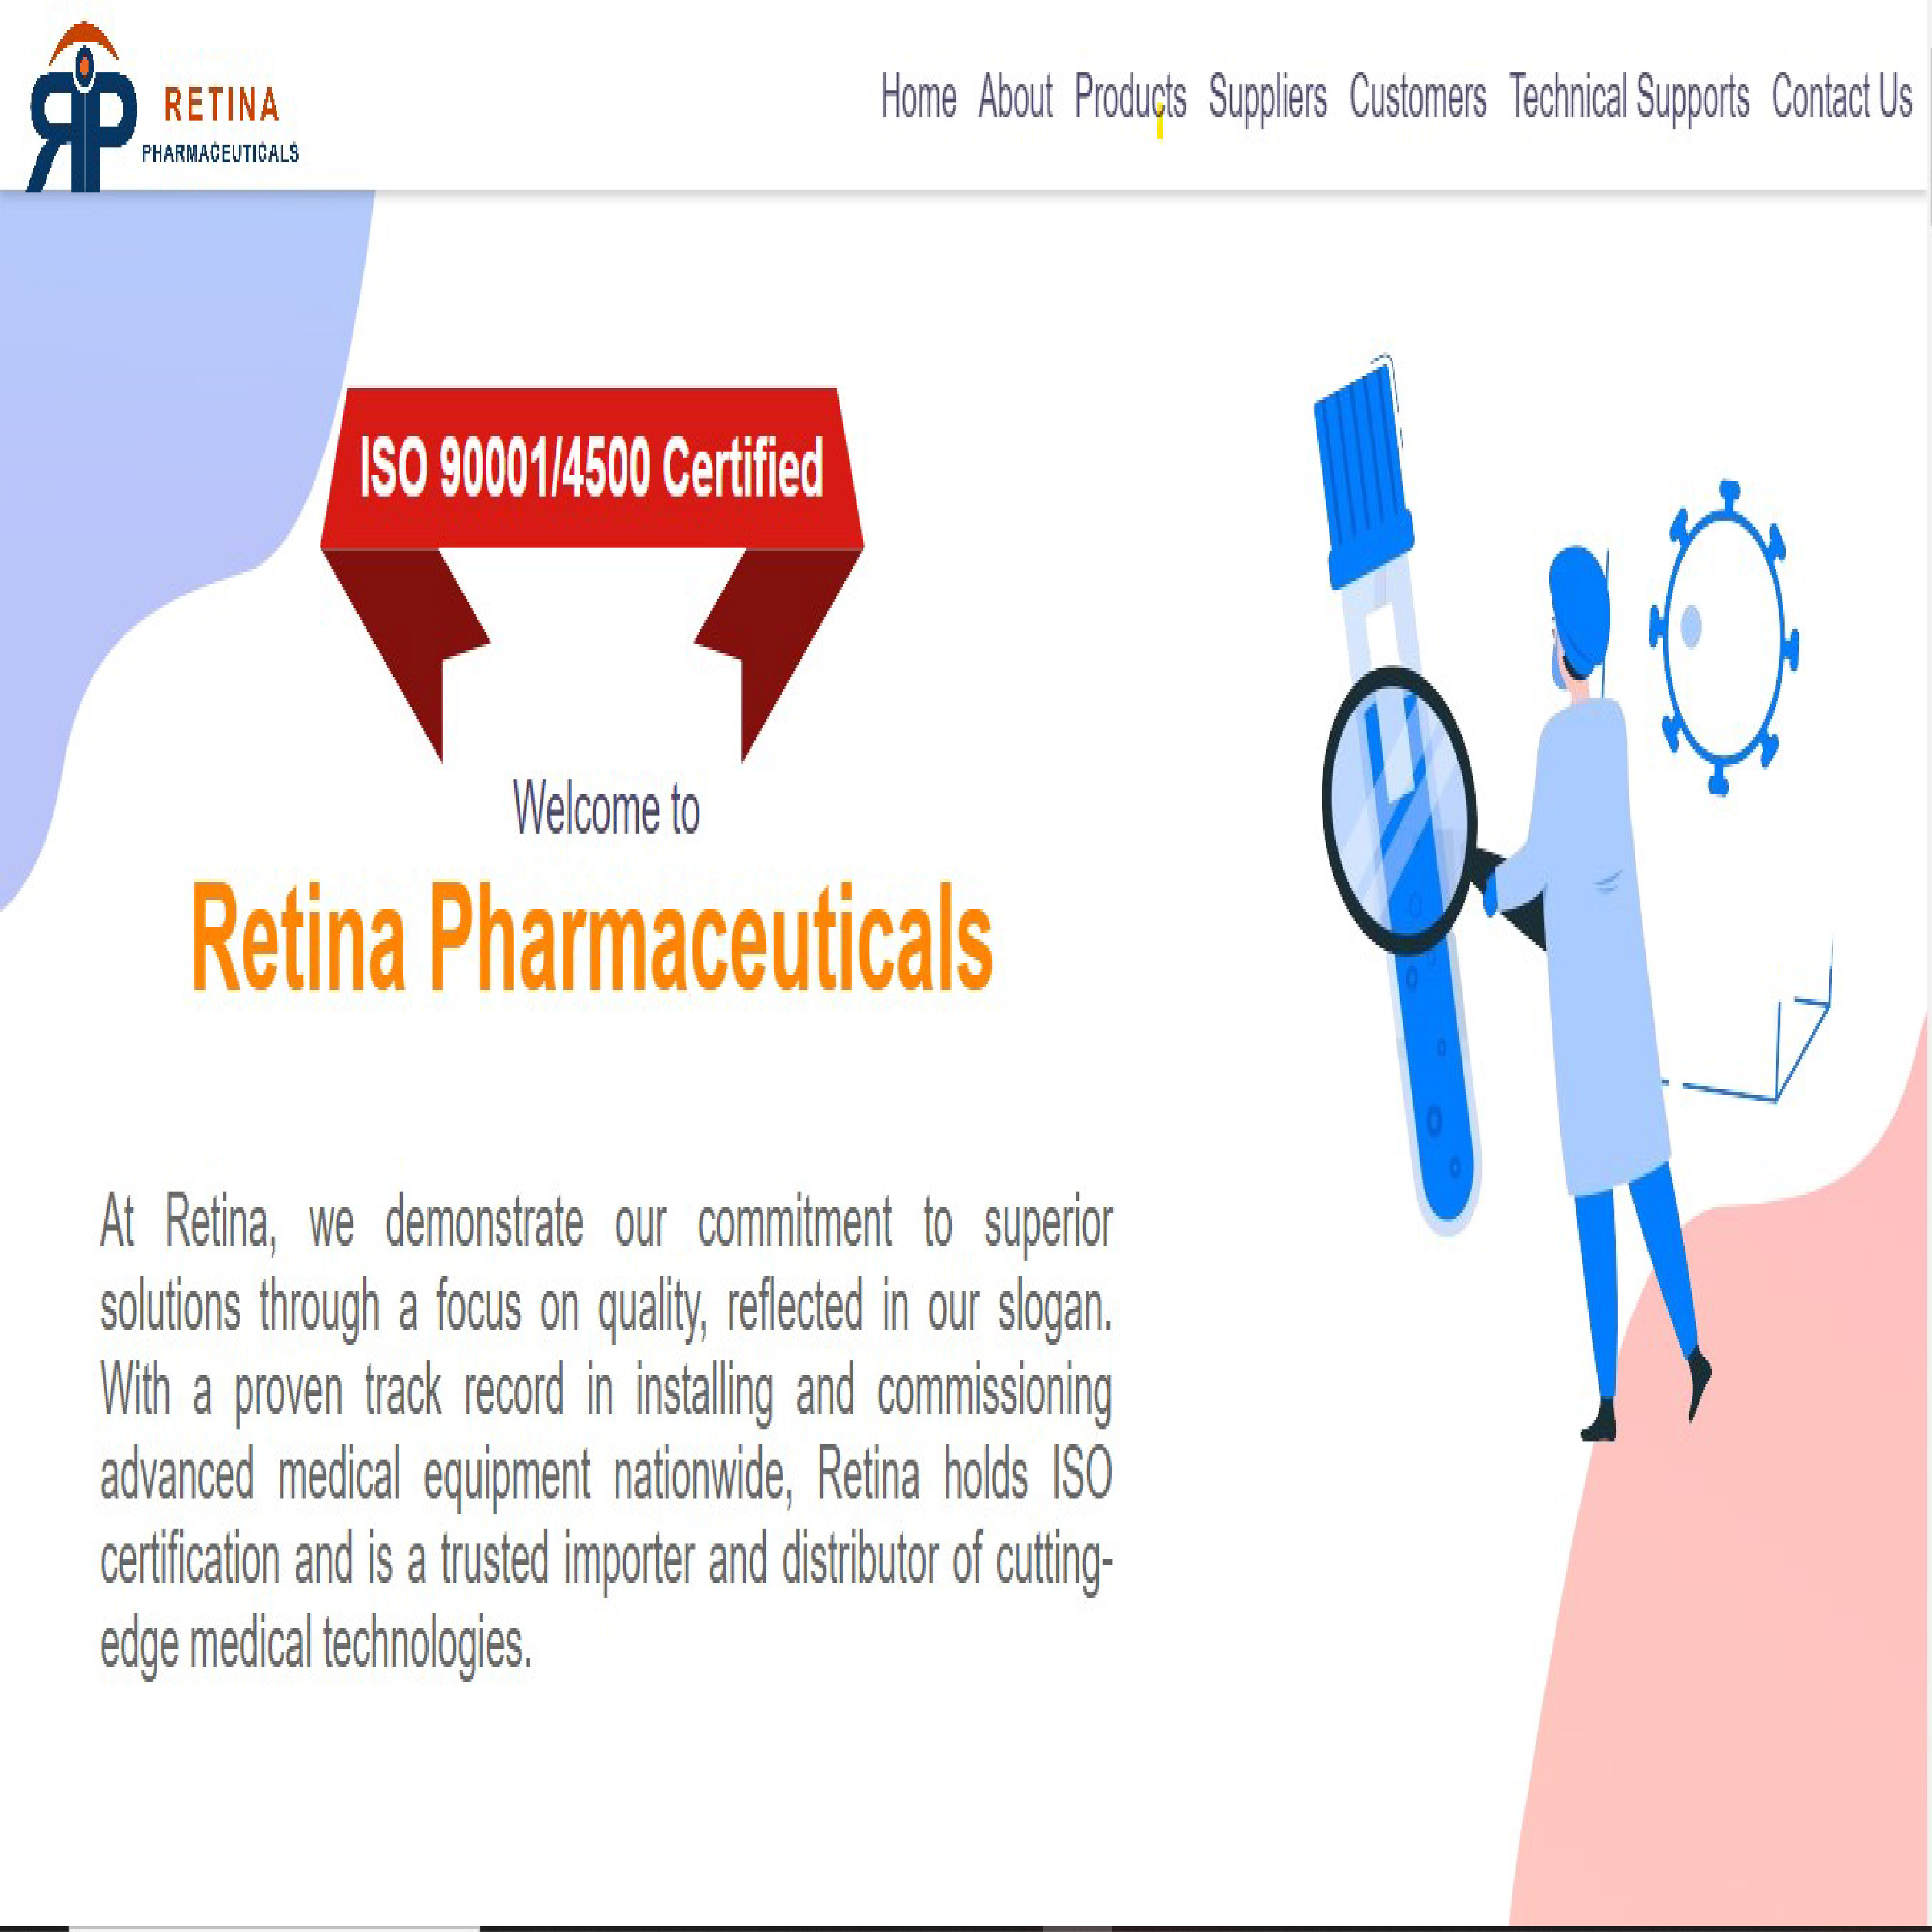 RETINA
PHARMACEUTICALS
Home About Products Suppliers Customers Technical Supports Contact Us
ISO 90001/4500 Certified
Welcome to
Retina Pharmaceuticals
At Retina, we demonstrate our commitment to superior
solutions through a focus on quality, reflected in our slogan.
With a proven track record in installing and commissioning
advanced medical equipment nationwide, Retina holds ISO
certification and is a trusted importer and distributor of cutting-
edge medical technologies.